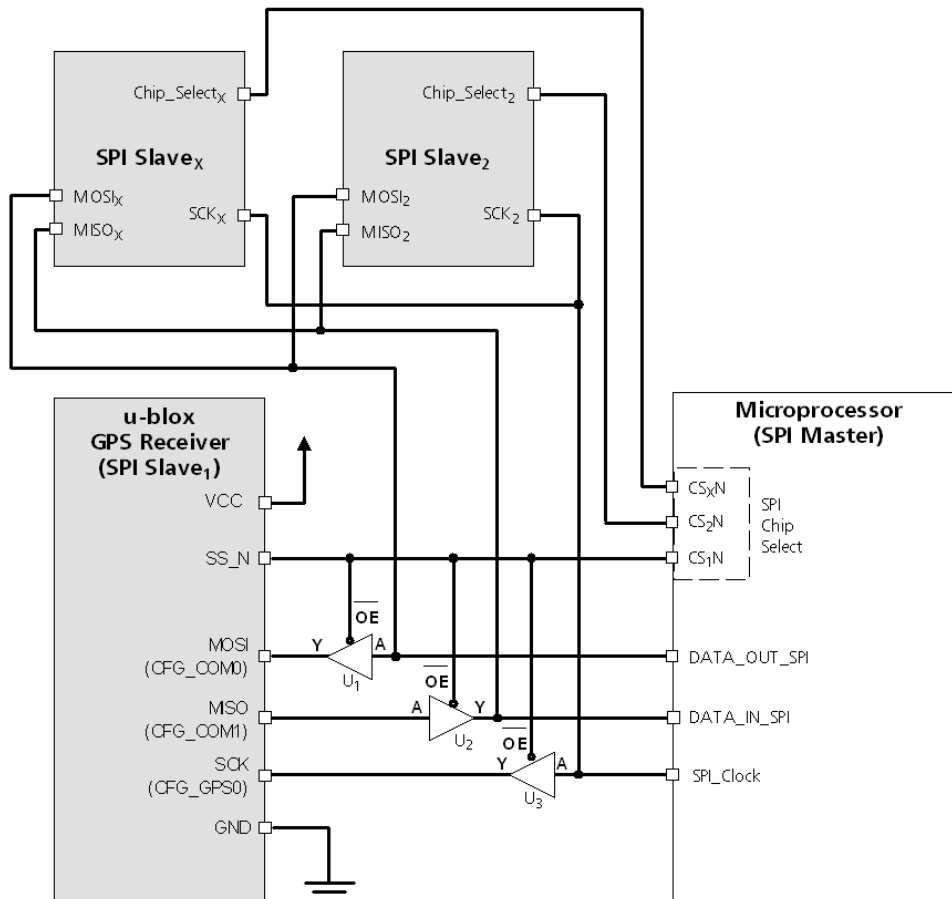 Chip_SelectX
SPI SlaveX
MOSIX
MISOX
SCKX
Chip_Select2
SPI Slave2
MOSI2
MISO2
SCK2
u-blox
GPS Receiver
(SPI Slave1)
VCC
SS_N
MOSI
(CFG_COM0)
MISO
(CFG_COM1)
SCK
(CFG_GPS0)
GND
OE
Y
A
U1
OE
A
Y
U2
OE
Y
A
U3
Microprocessor
(SPI Master)
CSXN
CS2N
CS1N
SPI
Chip
Select
DATA_OUT_SPI
DATA_IN_SPI
SPI_Clock